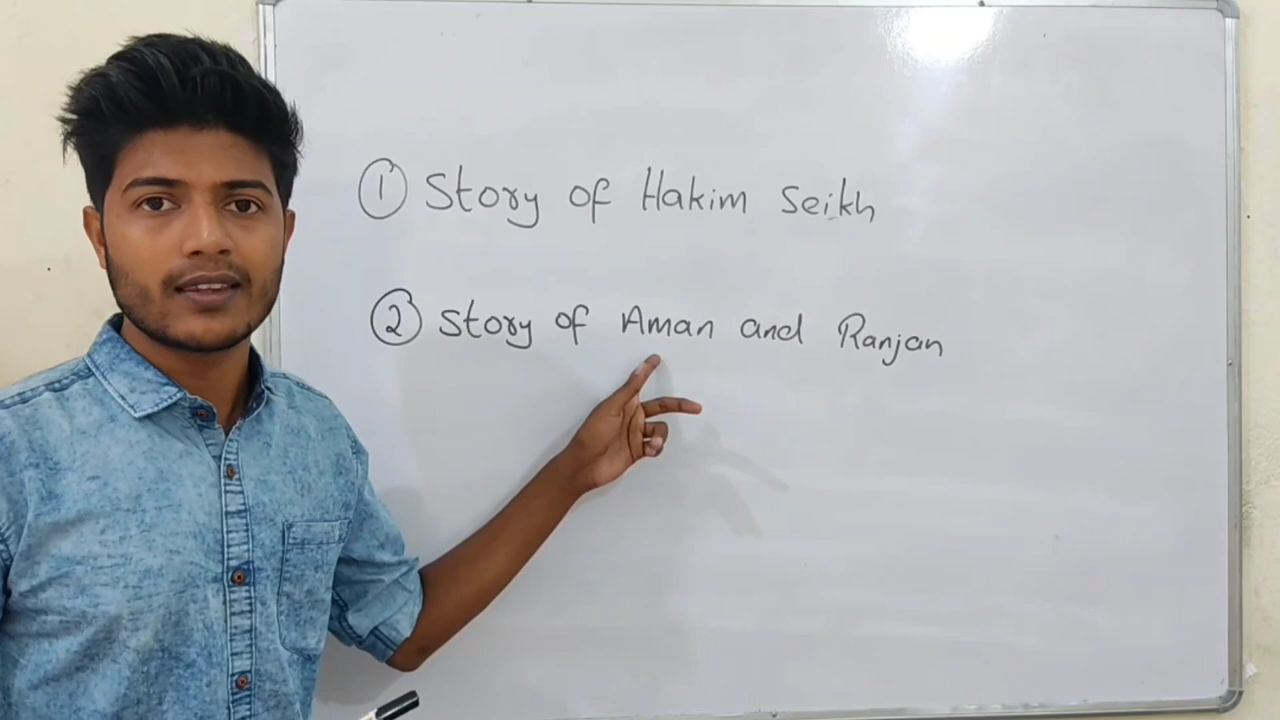 ① Story of Hakim Seikh
② Story of Aman and Ranjan